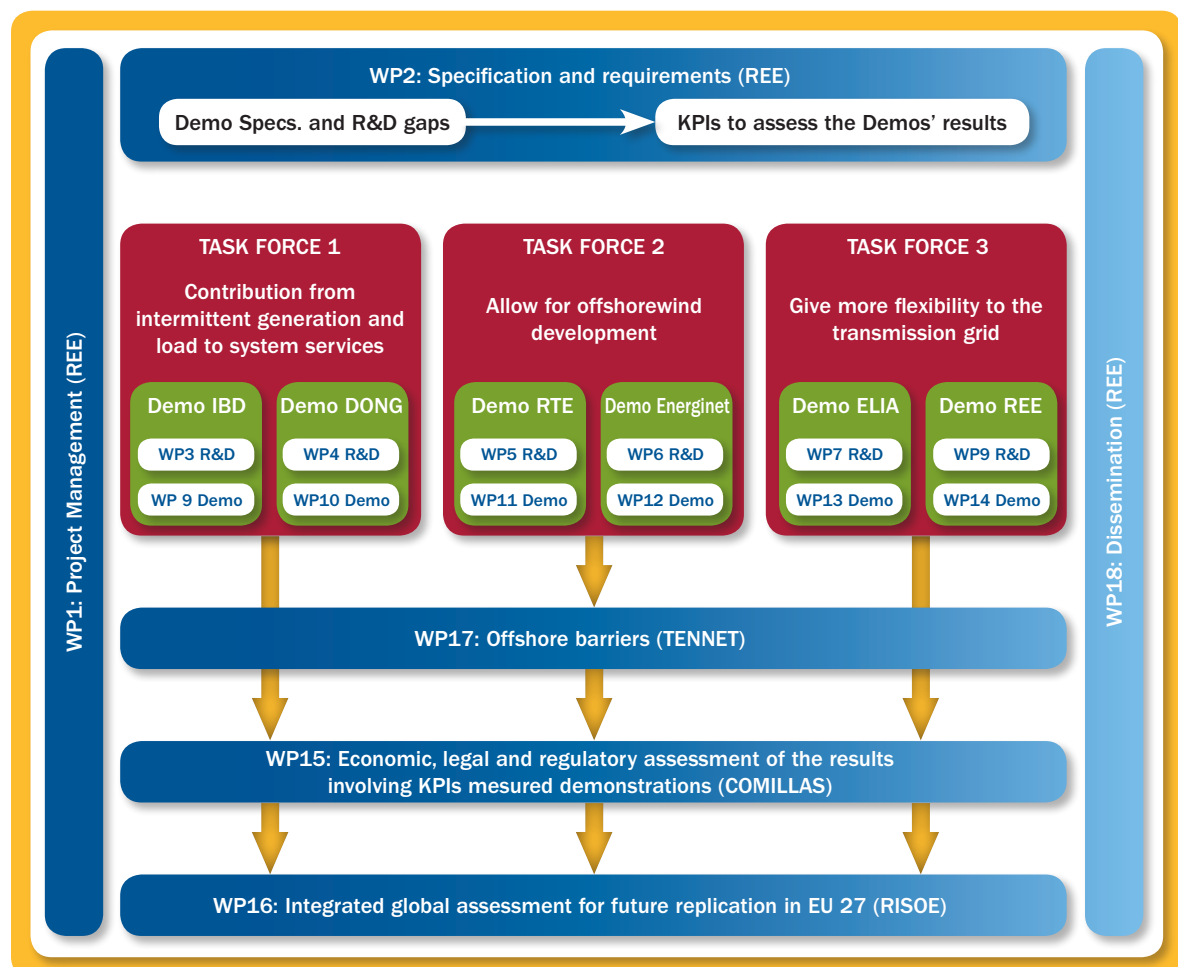 WP1: Project Management (REE)
WP2: Specification and requirements (REE)
Demo Specs. and R&D gaps
KPIs to assess the Demos’ results
TASK FORCE 1
Contribution from
intermittent generation and
load to system services
Demo IBD
WP3 R&D
WP 9 Demo
Demo DONG
WP4 R&D
WP10 Demo
TASK FORCE 2
Allow for offshorewind
development
Demo RTE
WP5 R&D
WP11 Demo
Demo Energinet
WP6 R&D
WP12 Demo
TASK FORCE 3
Give more flexibility to the
transmission grid
Demo ELIA
WP7 R&D
WP13 Demo
Demo REE
WP9 R&D
WP14 Demo
WP17: Offshore barriers (TENNET)
WP15: Economic, legal and regulatory assessment of the results
involving KPIs mesured demonstrations (COMILLAS)
WP16: Integrated global assessment for future replication in EU 27 (RISOE)
WP18: Dissemination (REE)